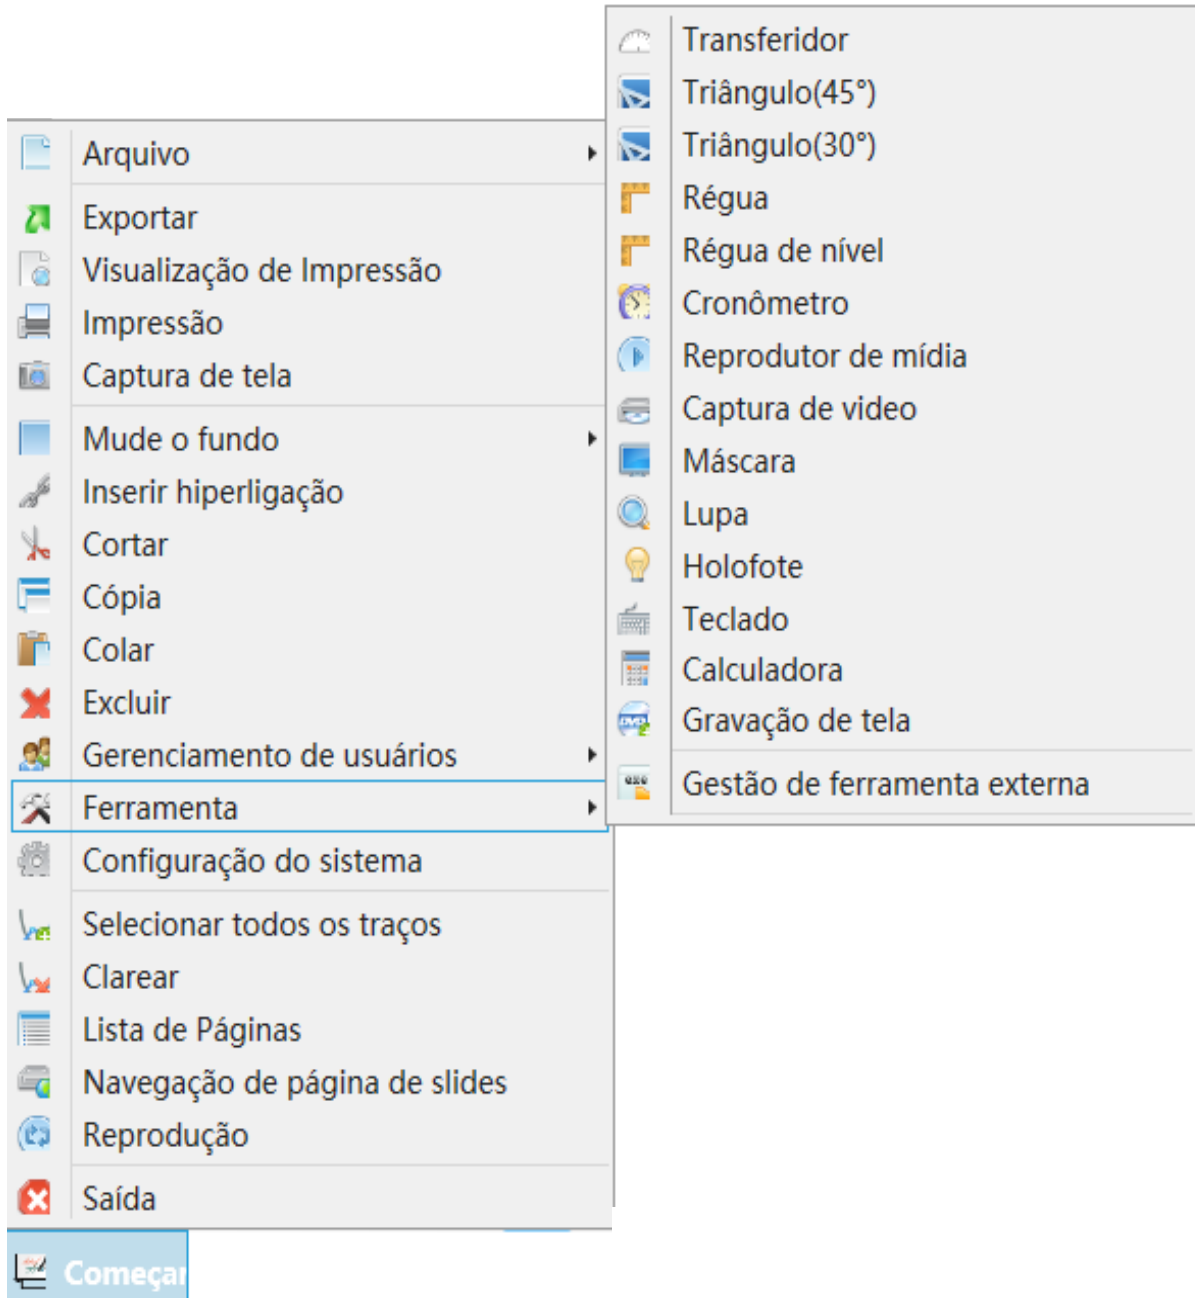 Arquivo
Exportar
Visualização de Impressão
Impressão
Captura de tela
Mude o fundo
Inserir hiperligação
Cortar
Cópia
Colar
Excluir
Gerenciamento de usuários
Ferramenta
Configuração do sistema
Selecionar todos os traços
Clarear
Lista de Páginas
Navegação de página de slides
Reprodução
Saída
Começar
Transferidor
Triângulo(45°)
Triângulo(30°)
Régua
Régua de nível
Cronômetro
Reprodutor de mídia
Captura de video
Máscara
Lupa
Holofote
Teclado
Calculadora
Gravação de tela
Gestão de ferramenta externa